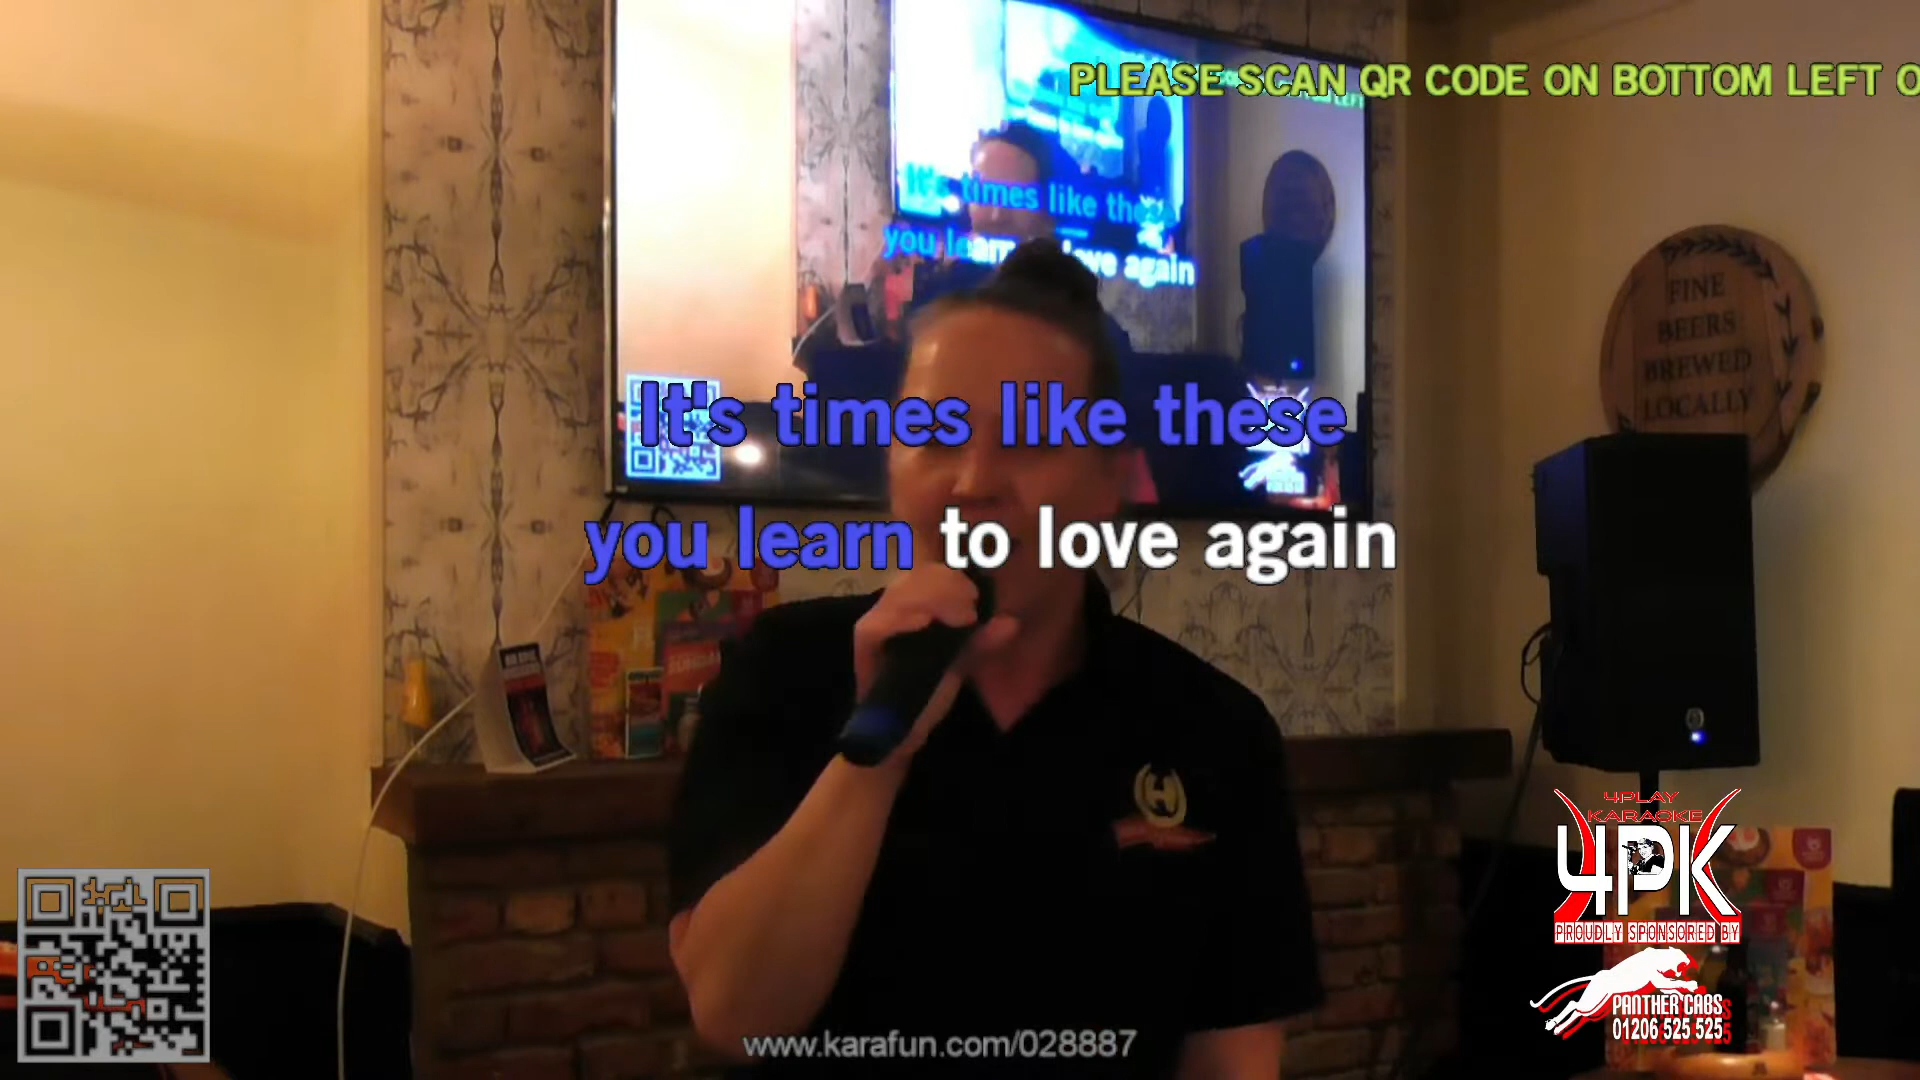 PLEASE SCAN QR CODE ON BOTTOM LEFT O
It's times like these
you learn love again
FINE
BEERS
BREWED
LOCALLY
It's times like these
you learn to love again
4PLAY
KARAOKE
4PK
PROUDLY SPONSORED BY
PANTHER CABS
01206 525 525
www.karafun.com/028887